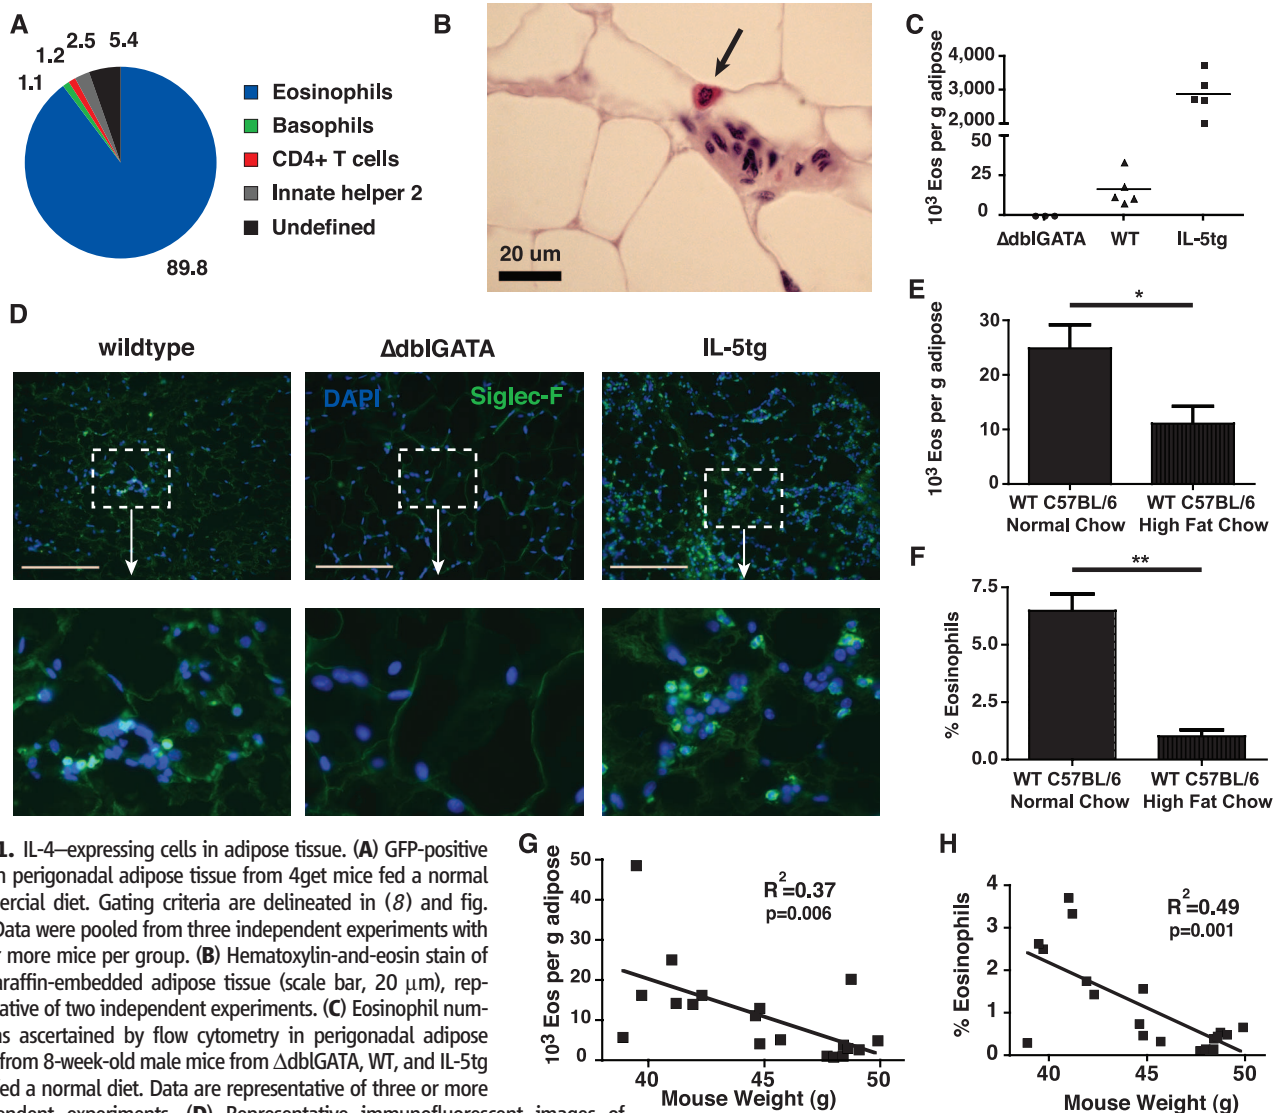 A
1.1
1.2
2.5
5.4
89.8
Eosinophils
Basophils
CD4+ T cells
Innate helper 2
Undefined
B
20 um
C
10³ Eos per g adipose
4,000
3,000
2,000
50
25
0
ΔdblGATA
WT
IL-5tg
D
wildtype
ΔdblGATA
IL-5tg
DAPI
Siglec-F
E
10³ Eos per g adipose
30
20
10
0
*
WT C57BL/6
Normal Chow
WT C57BL/6
High Fat Chow
F
% Eosinophils
7.5
5.0
2.5
0.0
**
WT C57BL/6
Normal Chow
WT C57BL/6
High Fat Chow
1. IL-4–expressing cells in adipose tissue. (A) GFP-positive
n perigonadal adipose tissue from 4get mice fed a normal
ercial diet. Gating criteria are delineated in (8) and fig.
Data were pooled from three independent experiments with
r more mice per group. (B) Hematoxylin-and-eosin stain of
araffin-embedded adipose tissue (scale bar, 20 μm), rep-
ative of two independent experiments. (C) Eosinophil num-
as ascertained by flow cytometry in perigonadal adipose
from 8-week-old male mice from ΔdblGATA, WT, and IL-5tg
ed a normal diet. Data are representative of three or more
endent experiments. (D) Representative immunofluorescent images of
G
10³ Eos per g adipose
50
40
30
20
10
0
40
45
50
Mouse Weight (g)
R²=0.37
p=0.006
H
% Eosinophils
4
3
2
1
0
40
45
50
Mouse Weight (g)
R²=0.49
p=0.001